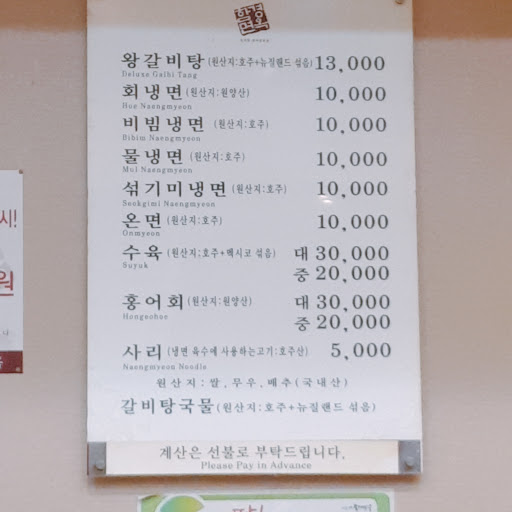 함경
면옥
왕갈비탕 (원산지:호주+뉴질랜드 섞음) 13,000
Deluxe Galbi Tang
회냉면 (원산지:원양산) 10,000
Hoe Naengmyeon
비빔냉면 (원산지:호주) 10,000
Bibim Naengmyeon
물냉면 (원산지:호주) 10,000
Mul Naengmyeon
섞기미냉면 (원산지:호주) 10,000
Seokgimi Naengmyeon
온면 (원산지:호주) 10,000
Onmyeon
수육 (원산지:호주+멕시코 섞음) 대 30,000
Suyuk
중 20,000
홍어회 (원산지:원양산) 대 30,000
Hongeohoe
중 20,000
사리 (냉면 육수에 사용하는고기:호주산) 5,000
Naengmyeon Noodle
원산지:쌀,무우,배추(국내산)
갈비탕국물(원산지:호주+뉴질랜드 섞음)
계산은 선불로 부탁드립니다.
Please Pay in Advance
시!
원